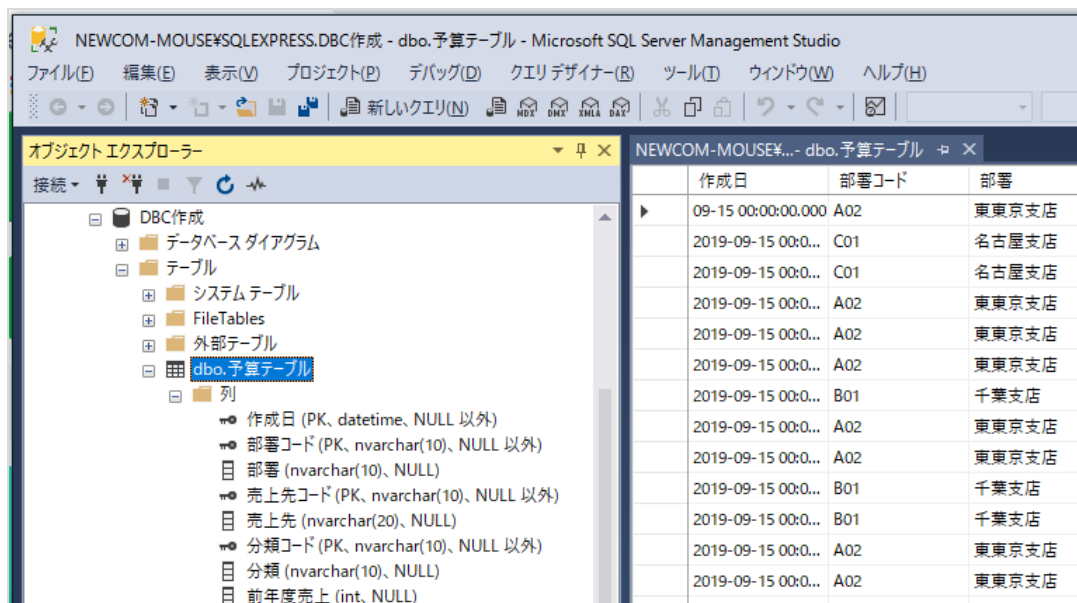 NEWCOM-MOUSE¥SQLEXPRESS.DBC作成 - dbo.予算テーブル - Microsoft SQL Server Management Studio
ファイル(F) 編集(E) 表示(V) プロジェクト(P) デバッグ(D) クエリ デザイナー(R) ツール(T) ウィンドウ(W) ヘルプ(H)
新しいクエリ(N) MDX DMX XMLA DAX
オブジェクト エクスプローラー
接続
DBC作成
データベース ダイアグラム
テーブル
システム テーブル
FileTables
外部テーブル
dbo.予算テーブル
列
作成日 (PK、datetime、NULL 以外)
部署コード (PK、nvarchar(10)、NULL 以外)
部署 (nvarchar(10)、NULL)
売上先コード (PK、nvarchar(10)、NULL 以外)
売上先 (nvarchar(20)、NULL)
分類コード (PK、nvarchar(10)、NULL 以外)
分類 (nvarchar(10)、NULL)
前年度売上 (int、NULL)
NEWCOM-MOUSE¥...- dbo.予算テーブル
作成日 部署コード 部署
09-15 00:00:00.000 A02 東東京支店
2019-09-15 00:0... C01 名古屋支店
2019-09-15 00:0... C01 名古屋支店
2019-09-15 00:0... A02 東東京支店
2019-09-15 00:0... A02 東東京支店
2019-09-15 00:0... A02 東東京支店
2019-09-15 00:0... B01 千葉支店
2019-09-15 00:0... A02 東東京支店
2019-09-15 00:0... A02 東東京支店
2019-09-15 00:0... B01 千葉支店
2019-09-15 00:0... B01 千葉支店
2019-09-15 00:0... A02 東東京支店
2019-09-15 00:0... A02 東東京支店